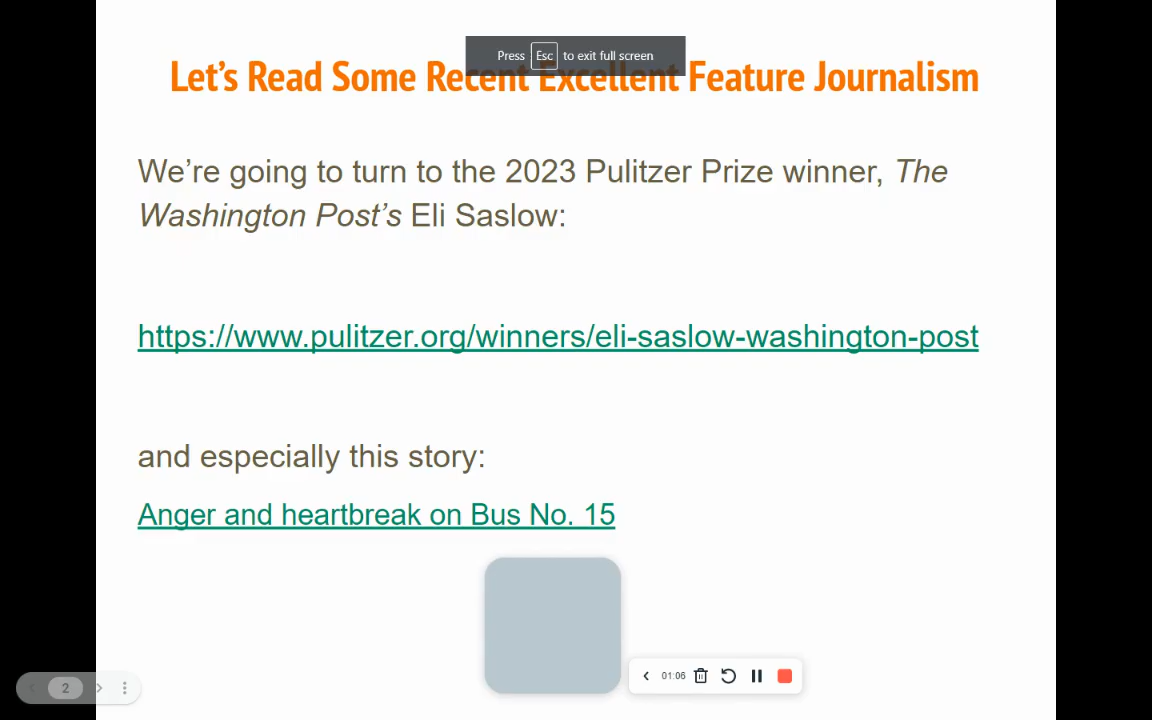 Press Esc to exit full screen
Let's Read Some Recent Excellent Feature Journalism
We're going to turn to the 2023 Pulitzer Prize winner, The
Washington Post's Eli Saslow:
https://www.pulitzer.org/winners/eli-saslow-washington-post
and especially this story:
Anger and heartbreak on Bus No. 15
01:06
2